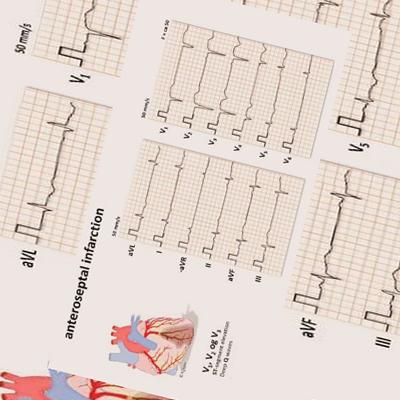 50 mm/s
V1
50 mm/s
V1
V2
V3
V4
V5
V6
V5
aVL
50 mm/s
aVL
I
-aVR
II
aVF
III
aVF
III
anteroseptal infarction
V1, V2 og V3
ST-segment elevation
Deep Q waves